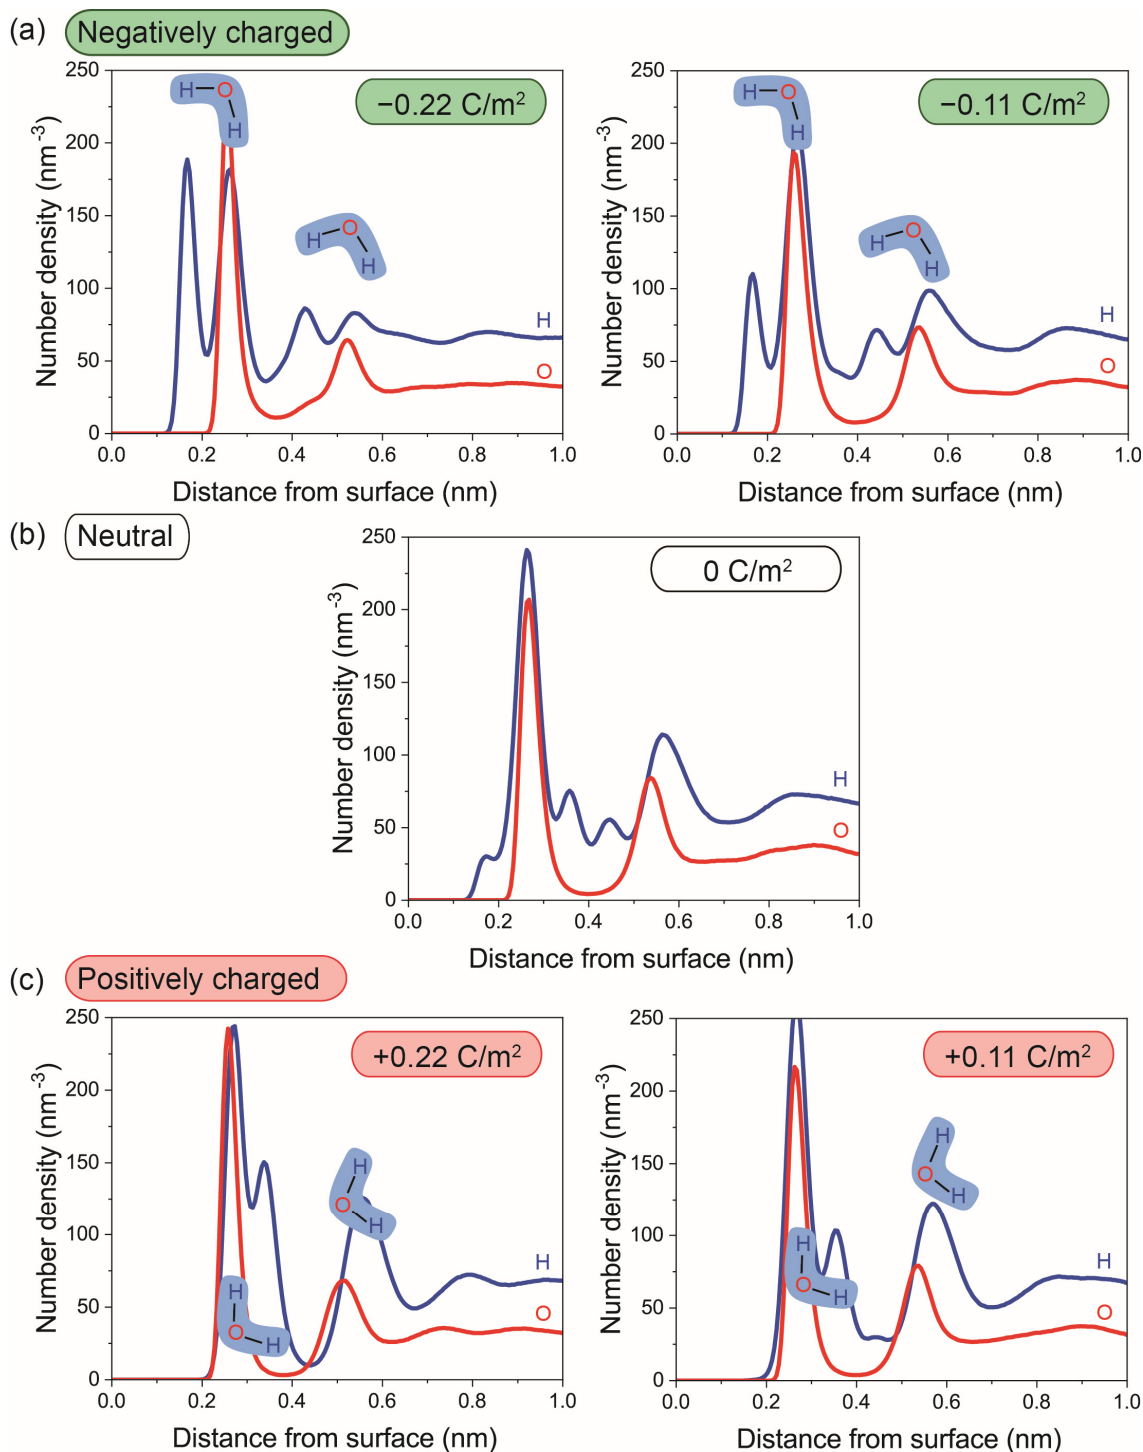 (a) Negatively charged
−0.22 C/m²
−0.11 C/m²
Number density (nm⁻³)
250
200
150
100
50
0
0.0 0.2 0.4 0.6 0.8 1.0
Distance from surface (nm)
H O H
H O H
H
O
Number density (nm⁻³)
250
200
150
100
50
0
0.0 0.2 0.4 0.6 0.8 1.0
Distance from surface (nm)
H O H
H O H
H
O
(b) Neutral
0 C/m²
Number density (nm⁻³)
250
200
150
100
50
0
0.0 0.2 0.4 0.6 0.8 1.0
Distance from surface (nm)
H
O
(c) Positively charged
+0.22 C/m²
+0.11 C/m²
Number density (nm⁻³)
250
200
150
100
50
0
0.0 0.2 0.4 0.6 0.8 1.0
Distance from surface (nm)
H O H
H O H
H
O
Number density (nm⁻³)
250
200
150
100
50
0
0.0 0.2 0.4 0.6 0.8 1.0
Distance from surface (nm)
H O H
H O H
H
O